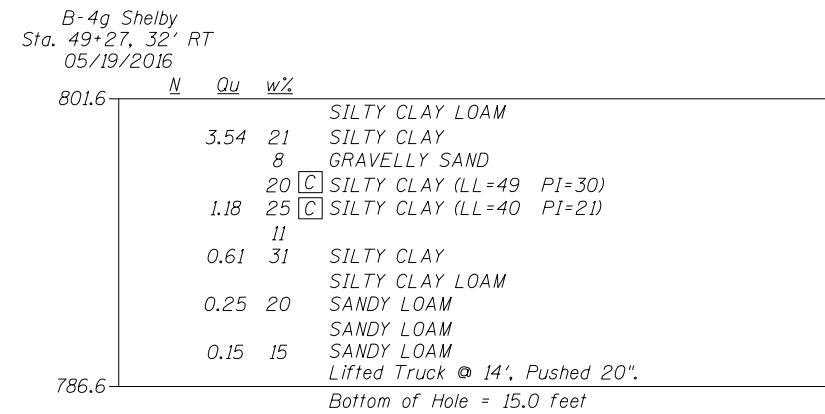 B-4g Shelby
Sta. 49+27, 32' RT
05/19/2016
N Qu w%
801.6
SILTY CLAY LOAM
3.54 21 SILTY CLAY
8 GRAVELLY SAND
20 C SILTY CLAY (LL=49 PI=30)
1.18 25 C SILTY CLAY (LL=40 PI=21)
11
0.61 31 SILTY CLAY
SILTY CLAY LOAM
0.25 20 SANDY LOAM
SANDY LOAM
0.15 15 SANDY LOAM
Lifted Truck @ 14', Pushed 20".
786.6
Bottom of Hole = 15.0 feet